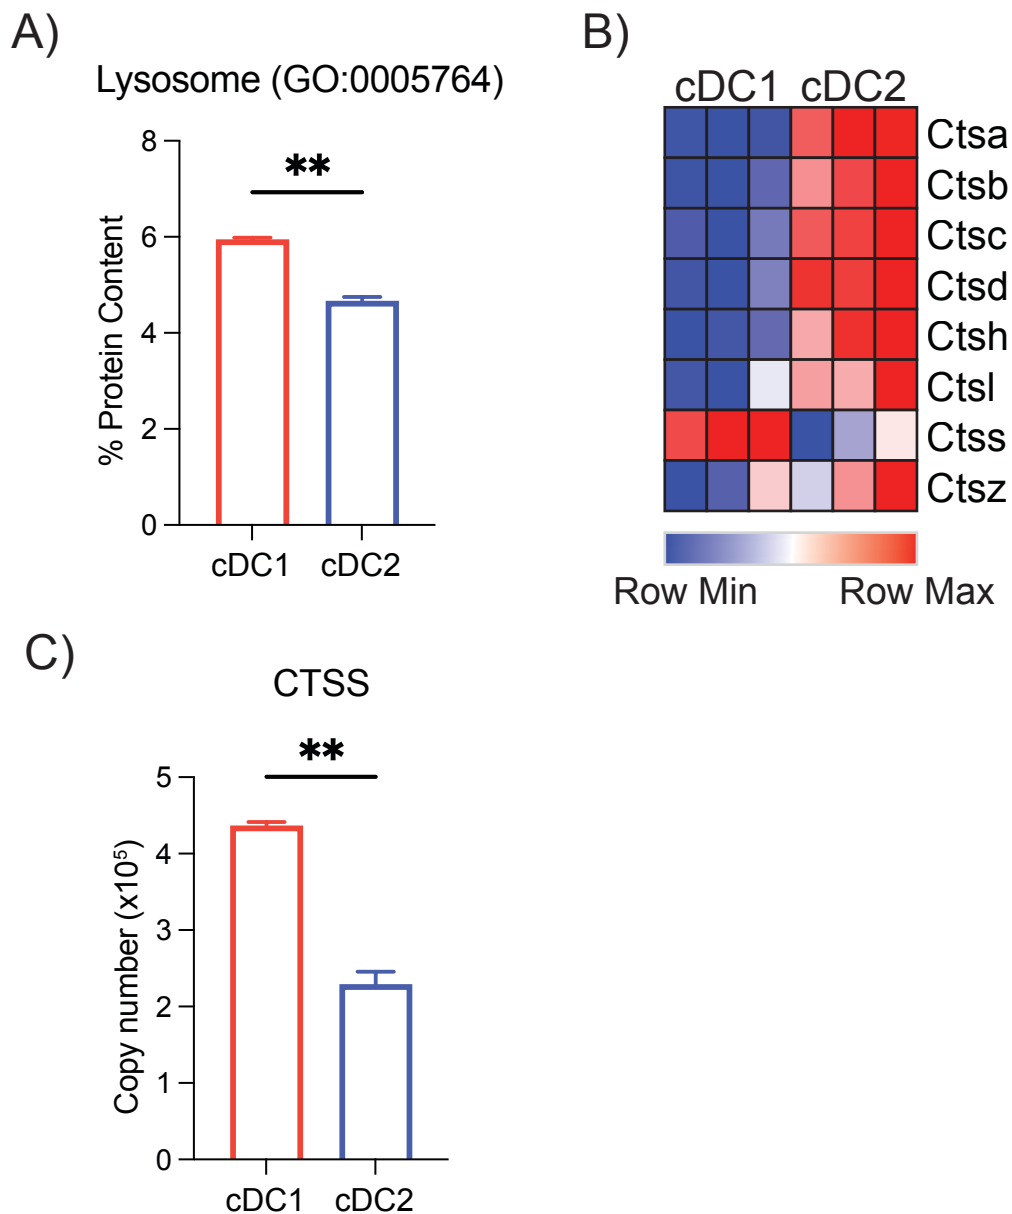 A)
Lysosome (GO:0005764)
**
% Protein Content
8
6
4
2
0
cDC1 cDC2
B)
cDC1 cDC2
Ctsa
Ctsb
Ctsc
Ctsd
Ctsh
Ctsl
Ctss
Ctsz
Row Min Row Max
C)
CTSS
**
Copy number (x10⁵)
5
4
3
2
1
0
cDC1 cDC2